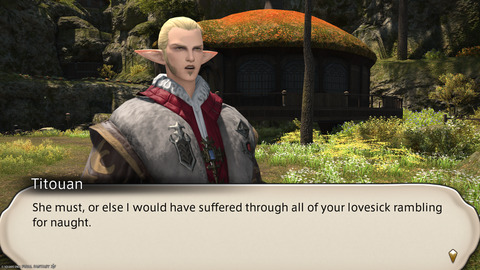 Titouan
She must, or else I would have suffered through all of your lovesick rambling
for naught.